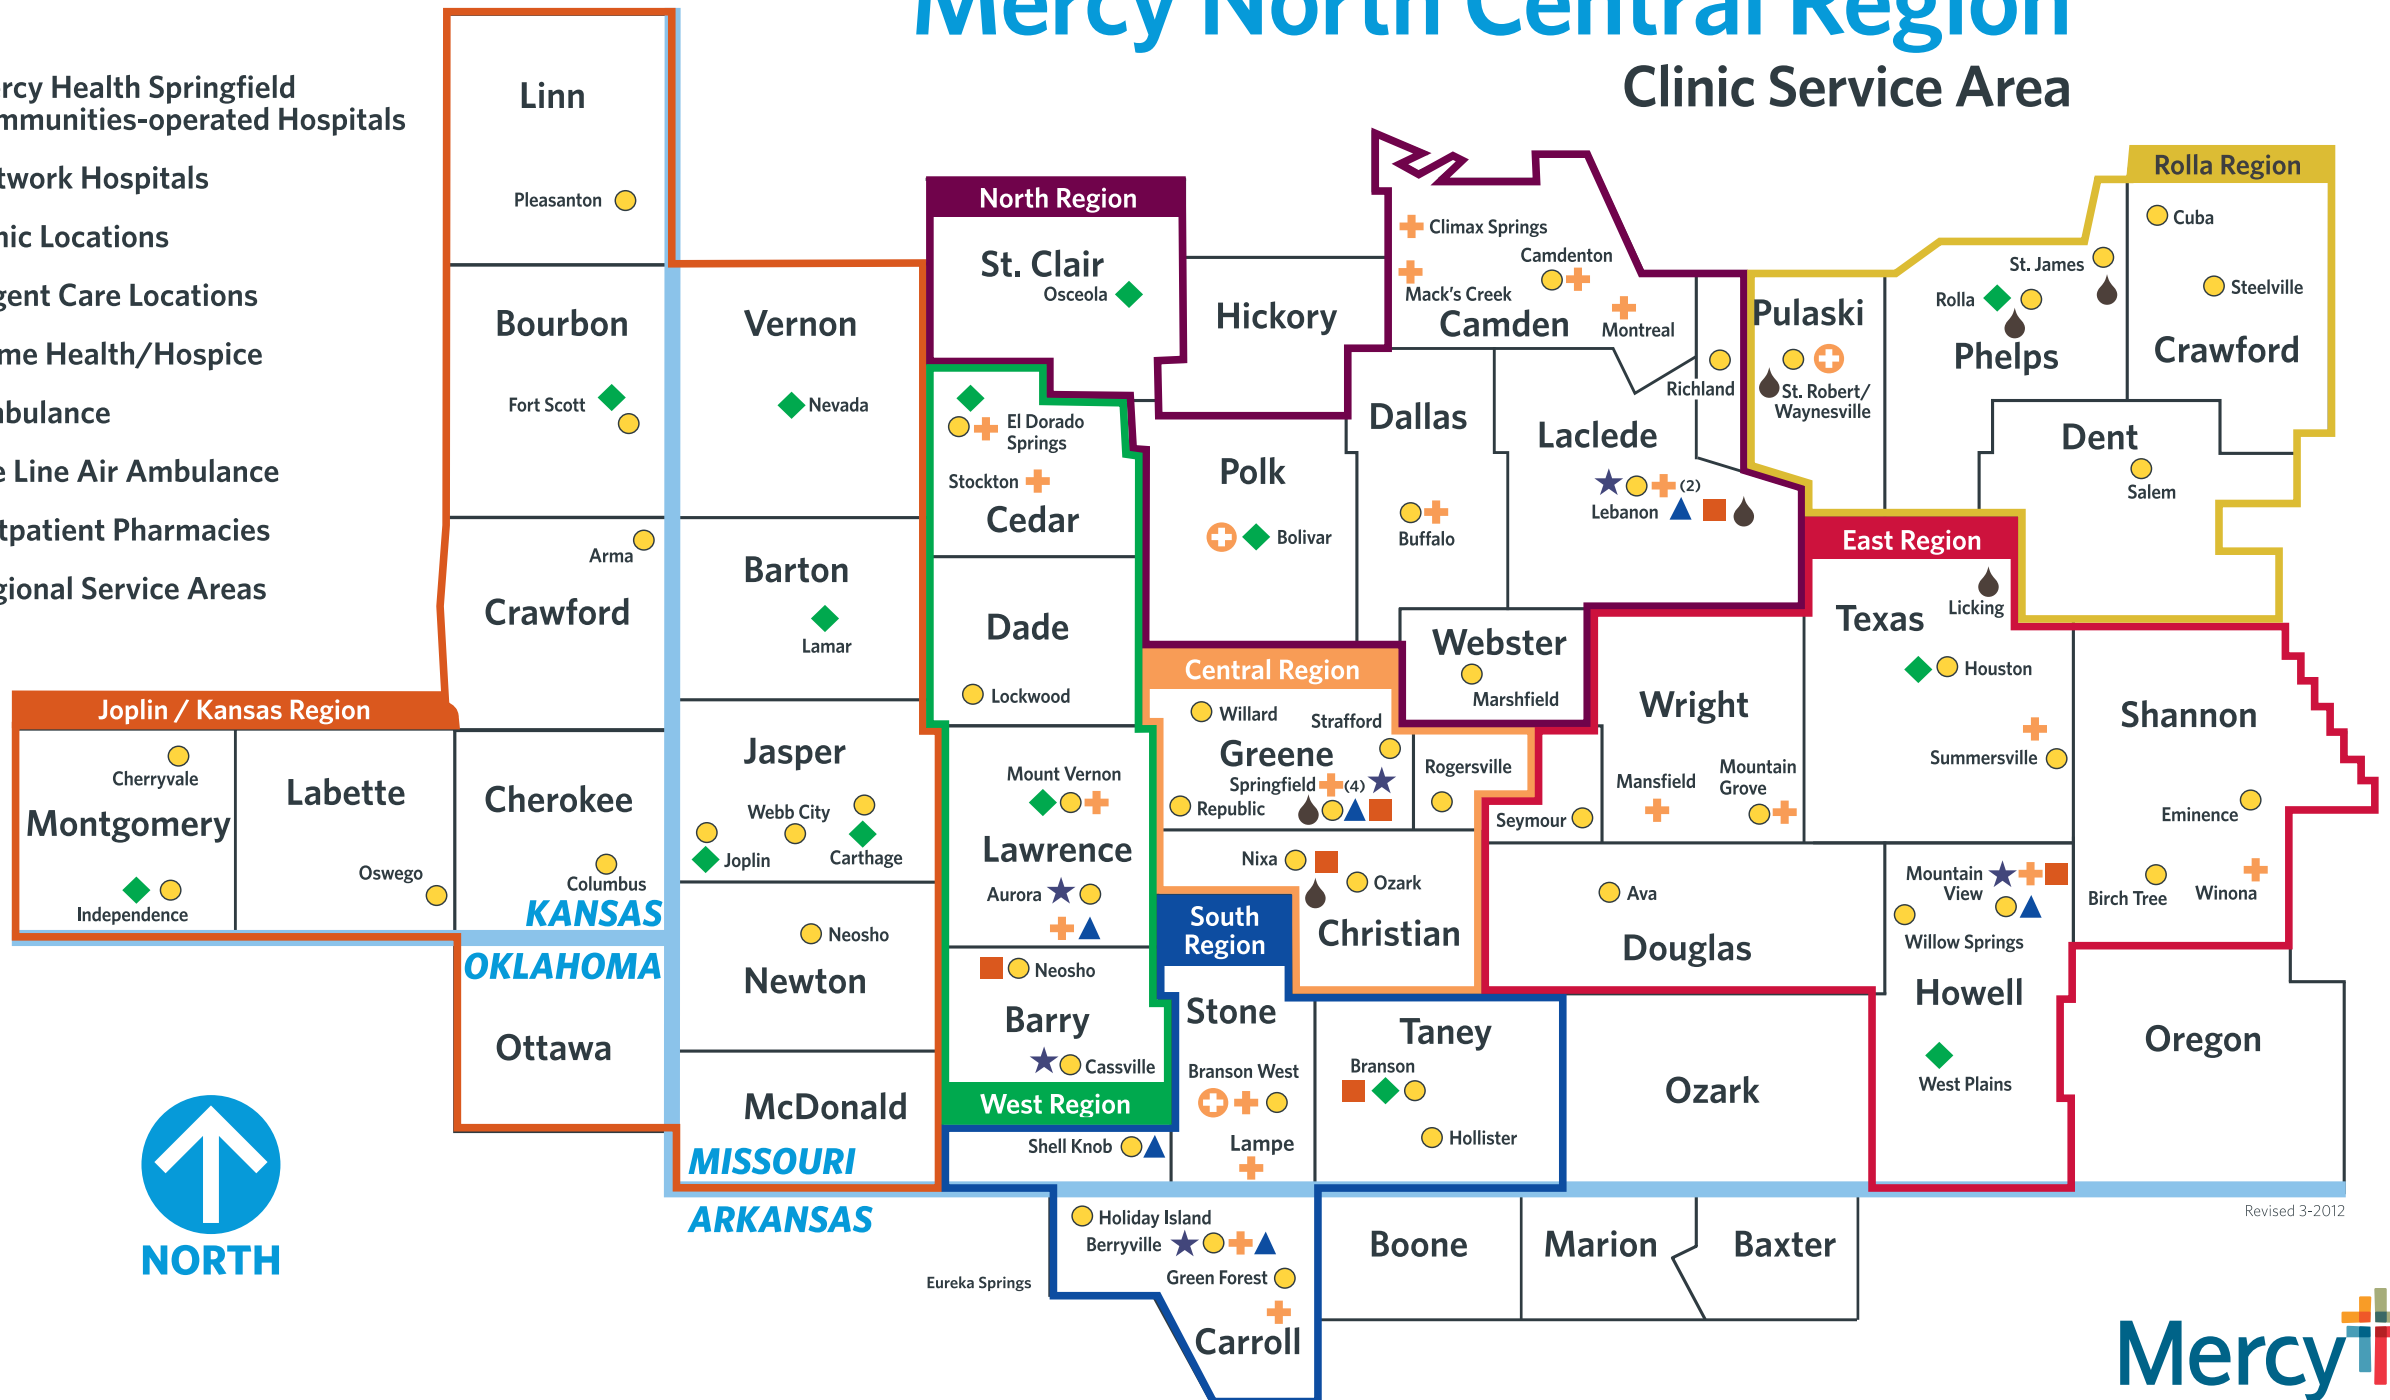 Mercy North Central Region
Clinic Service Area
rcy Health Springfield
mmunities-operated Hospitals
twork Hospitals
nic Locations
gent Care Locations
me Health/Hospice
bulance
e Line Air Ambulance
tpatient Pharmacies
gional Service Areas
Linn
Pleasanton
Bourbon
Fort Scott
Arma
Crawford
Joplin / Kansas Region
Cherryvale
Montgomery
Independence
Labette
Oswego
Cherokee
Columbus
KANSAS
OKLAHOMA
Ottawa
Vernon
Nevada
Barton
Lamar
Jasper
Webb City
Joplin
Carthage
Neosho
Newton
McDonald
MISSOURI
ARKANSAS
North Region
St. Clair
Osceola
Hickory
Climax Springs
Camdenton
Mack's Creek
Camden
Montreal
Richland
El Dorado
Springs
Stockton
Cedar
Dade
Lockwood
Polk
Bolivar
Dallas
Buffalo
Laclede
(2)
Lebanon
Webster
Marshfield
Rolla Region
Pulaski
St. Robert/
Waynesville
St. James
Rolla
Phelps
Cuba
Steelville
Crawford
Dent
Salem
East Region
Licking
Texas
Houston
Summersville
Wright
Mansfield
Mountain
Grove
Seymour
Shannon
Eminence
Birch Tree
Winona
Ava
Douglas
Mountain
View
Willow Springs
Howell
West Plains
Oregon
Ozark
Central Region
Willard
Strafford
Greene
Springfield
(4)
Republic
Rogersville
Nixa
Ozark
Christian
Mount Vernon
Lawrence
Aurora
Neosho
Barry
Cassville
West Region
Shell Knob
South
Region
Stone
Branson West
Lampe
Taney
Branson
Hollister
Holiday Island
Berryville
Green Forest
Eureka Springs
Carroll
Boone
Marion
Baxter
Revised 3-2012
NORTH
Mercy